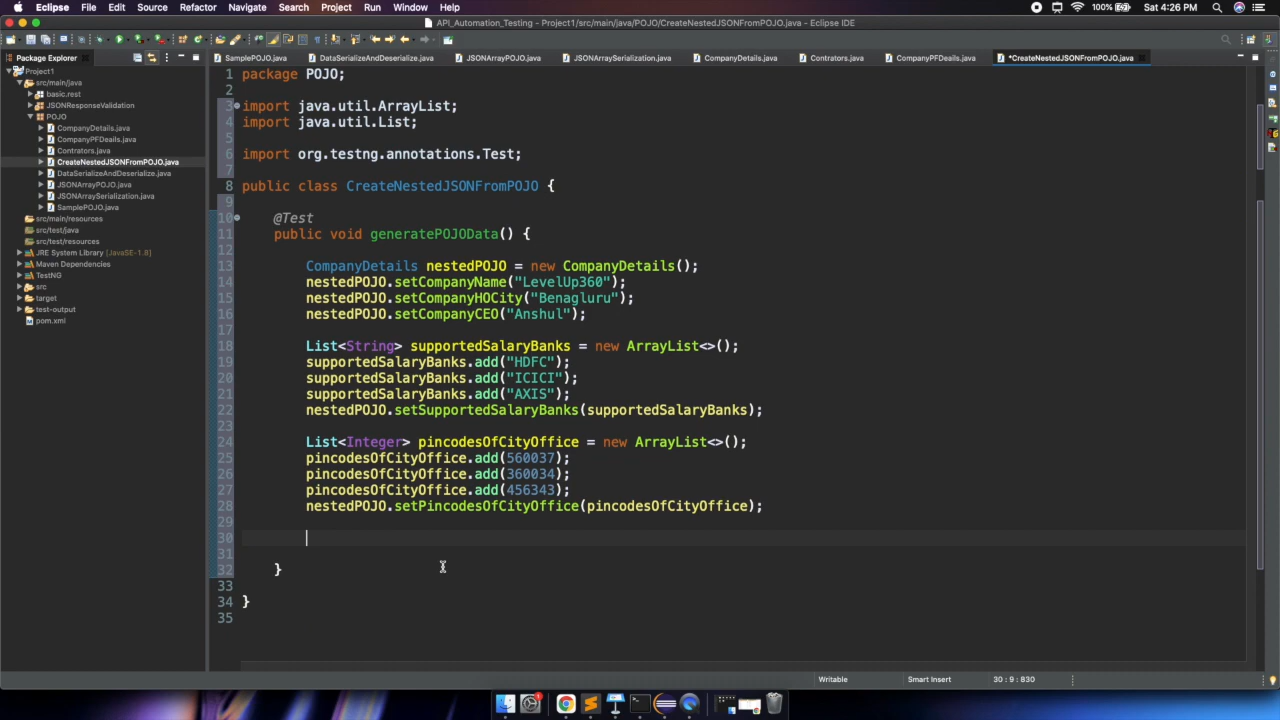 Eclipse File Edit Source Refactor Navigate Search Project Run Window Help 100% Sat 4:26 PM
API_Automation_Testing - Project1/src/main/java/POJO/CreateNestedJSONFromPOJO.java - Eclipse IDE
Package Explorer SamplePOJO.java DataSerializeAndDeserialize.java JSONArrayPOJO.java JSONArraySerialization.java CompanyDetails.java Contrators.java CompanyPFDeails.java *CreateNestedJSONFromPOJO.java
Project1
src/main/java
basic.rest
JSONResponseValidation
POJO
CompanyDetails.java
CompanyPFDeails.java
Contrators.java
CreateNestedJSONFromPOJO.java
DataSerializeAndDeserialize.java
JSONArrayPOJO.java
JSONArraySerialization.java
SamplePOJO.java
src/main/resources
src/test/java
src/test/resources
JRE System Library [JavaSE-1.8]
Maven Dependencies
TestNG
src
target
test-output
pom.xml
1 package POJO;
2
3 import java.util.ArrayList;
4 import java.util.List;
5
6 import org.testng.annotations.Test;
7
8 public class CreateNestedJSONFromPOJO {
9
10 @Test
11 public void generatePOJOData() {
12
13 CompanyDetails nestedPOJO = new CompanyDetails();
14 nestedPOJO.setCompanyName("LevelUp360");
15 nestedPOJO.setCompanyHOCity("Benagluru");
16 nestedPOJO.setCompanyCEO("Anshul");
17
18 List<String> supportedSalaryBanks = new ArrayList<>();
19 supportedSalaryBanks.add("HDFC");
20 supportedSalaryBanks.add("ICICI");
21 supportedSalaryBanks.add("AXIS");
22 nestedPOJO.setSupportedSalaryBanks(supportedSalaryBanks);
23
24 List<Integer> pincodesOfCityOffice = new ArrayList<>();
25 pincodesOfCityOffice.add(560037);
26 pincodesOfCityOffice.add(360034);
27 pincodesOfCityOffice.add(456343);
28 nestedPOJO.setPincodesOfCityOffice(pincodesOfCityOffice);
29
30
31
32 }
33
34 }
35
Writable Smart Insert 30 : 9 : 830